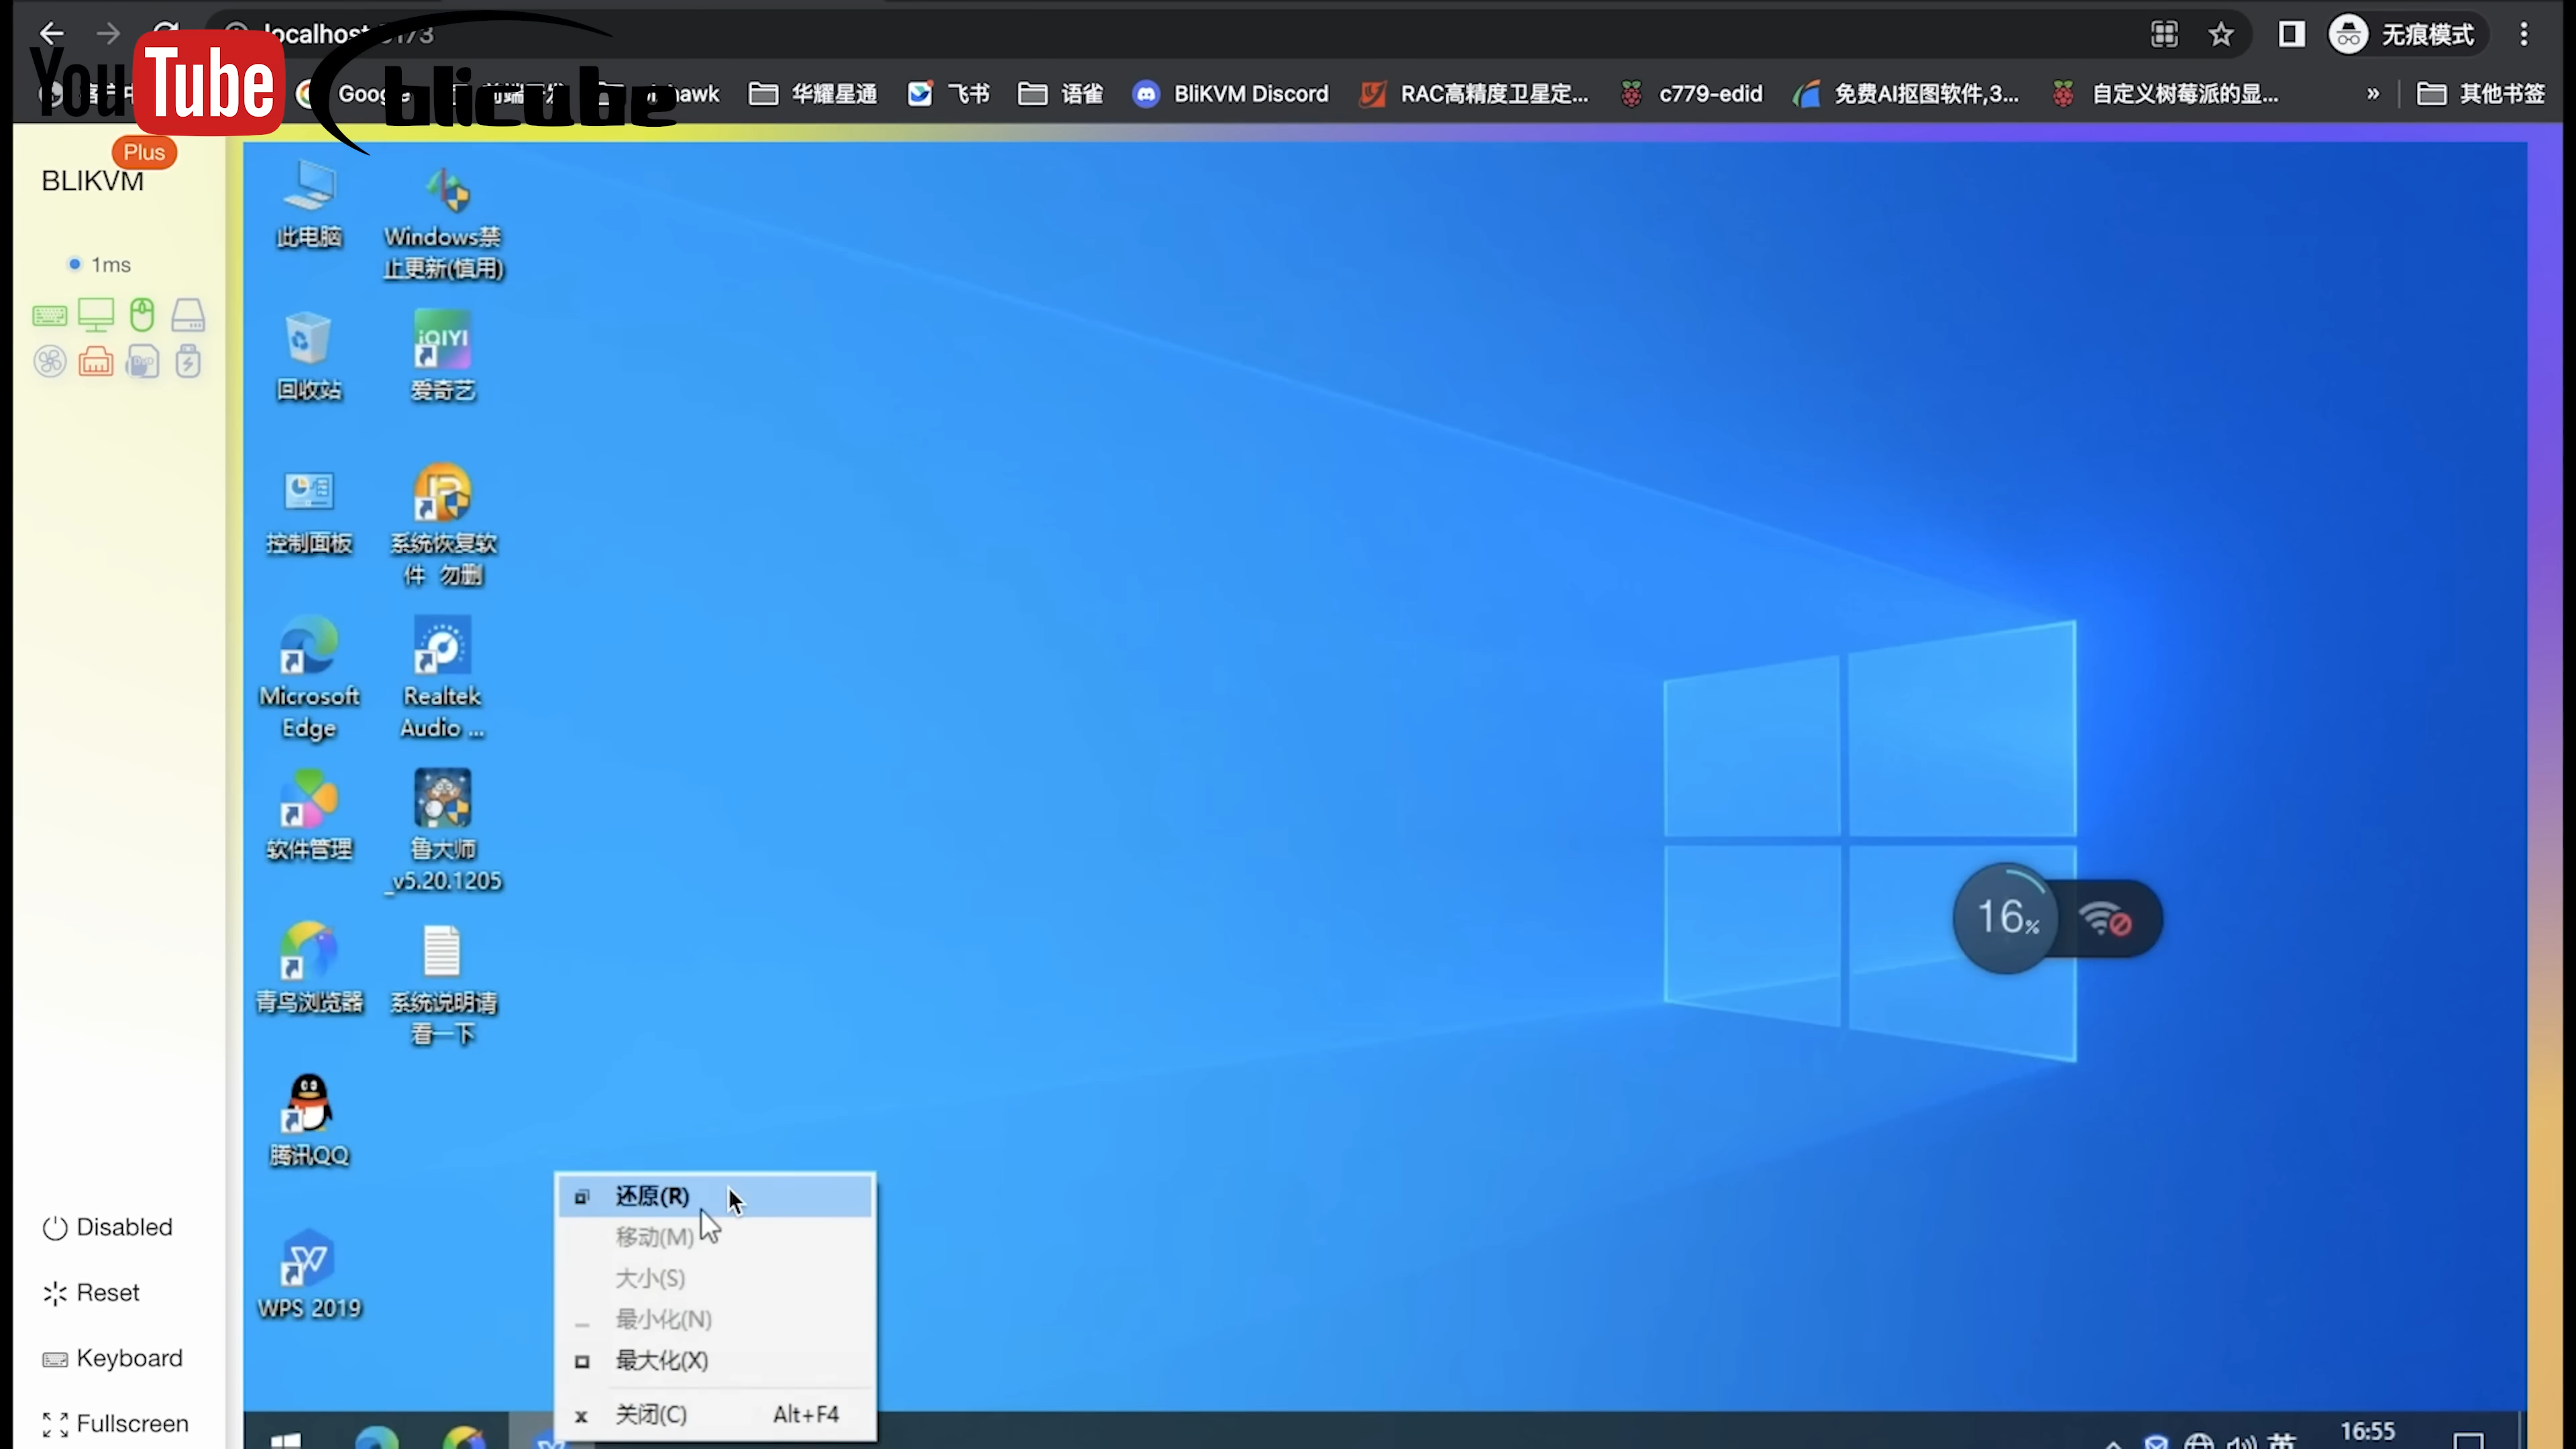 localhost
无痕模式
YouTube
blicube
华耀星通
飞书
语雀
BliKVM Discord
RAC高精度卫星定...
c779-edid
免费AI抠图软件,3...
自定义树莓派的显...
»
其他书签
Plus
BLIKVM
1ms
Disabled
Reset
Keyboard
Fullscreen
此电脑
Windows禁
止更新(慎用)
回收站
iQIYI
爱奇艺
控制面板
系统恢复软
件 勿删
Microsoft
Edge
Realtek
Audio ...
软件管理
鲁大师
_v5.20.1205
青鸟浏览器
系统说明请
看一下
腾讯QQ
WPS 2019
16%
还原(R)
移动(M)
大小(S)
最小化(N)
最大化(X)
关闭(C) Alt+F4
英
16:55